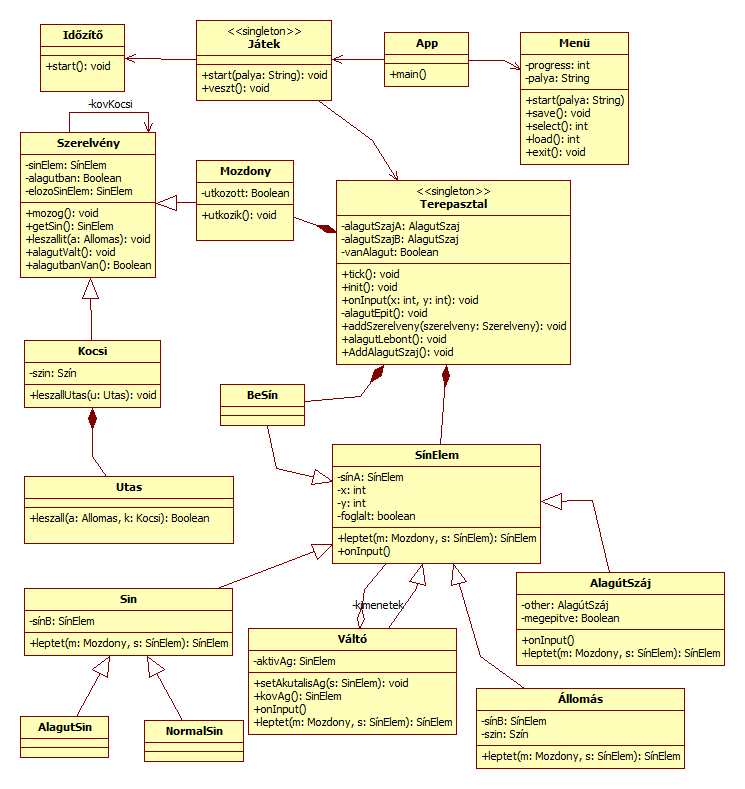 Időzítő
+start(): void
<<singleton>>
Játek
+start(palya: String): void
+veszt(): void
App
+main()
Menü
-progress: int
-palya: String
+start(palya: String)
+save(): void
+select(): int
+load(): int
+exit(): void
-kovKocsi
Szerelvény
-sinElem: SínElem
-alagutban: Boolean
-elozoSinElem: SinElem
+mozog(): void
+getSin(): SinElem
+leszallit(a: Allomas): void
+alagutValt(): void
+alagutbanVan(): Boolean
Mozdony
-utkozott: Boolean
+utkozik(): void
<<singleton>>
Terepasztal
-alagutSzajA: AlagutSzaj
-alagutSzajB: AlagutSzaj
-vanAlagut: Boolean
+tick(): void
+init(): void
+onInput(x: int, y: int): void
-alagutEpit(): void
+addSzerelveny(szerelveny: Szerelveny): void
+alagutLebont(): void
+AddAlagutSzaj(): void
Kocsi
-szin: Szín
+leszallUtas(u: Utas): void
BeSín
SínElem
-sínA: SínElem
-x: int
-y: int
-foglalt: boolean
+leptet(m: Mozdony, s: SínElem): SínElem
+onInput()
Utas
+leszall(a: Allomas, k: Kocsi): Boolean
Sin
-sínB: SínElem
+leptet(m: Mozdony, s: SínElem): SínElem
-kimenetek
Váltó
-aktivAg: SinElem
+setAkutalisAg(s: SinElem): void
+kovAg(): SinElem
+onInput()
+leptet(m: Mozdony, s: SínElem): SínElem
AlagútSzáj
-other: AlagútSzáj
-megepitve: Boolean
+onInput()
+leptet(m: Mozdony, s: SínElem): SínElem
Állomás
-sínB: SínElem
-szin: Szín
+leptet(m: Mozdony, s: SínElem): SínElem
AlagutSin
NormalSin